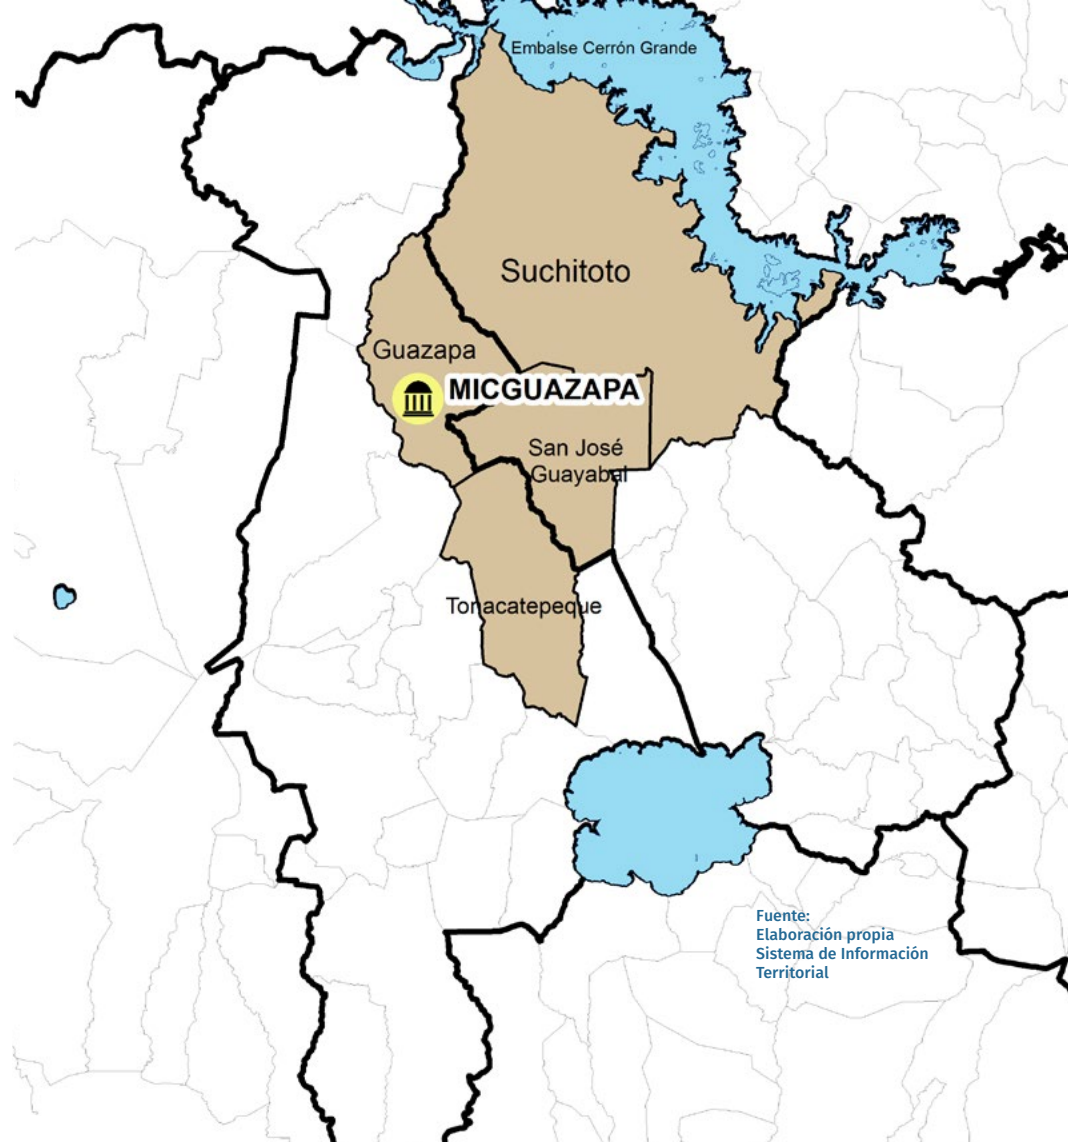 Embalse Cerrón Grande
Suchitoto
Guazapa
MICGUAZAPA
San José
Guayabal
Tonacatepeque
Fuente:
Elaboración propia
Sistema de Información
Territorial